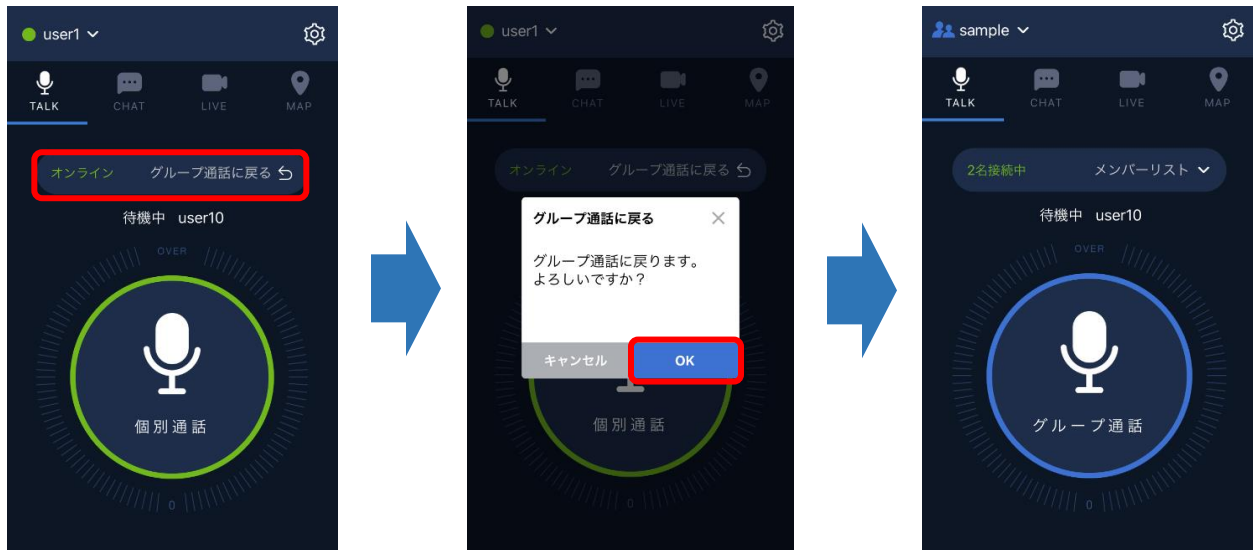 user1
TALK CHAT LIVE MAP
オンライン グループ通話に戻る
待機中 user10
OVER
個別通話
0
user1
TALK CHAT LIVE MAP
オンライン グループ通話に戻る
グループ通話に戻る
グループ通話に戻ります。
よろしいですか？
キャンセル OK
個別通話
0
sample
TALK CHAT LIVE MAP
2名接続中 メンバーリスト
待機中 user10
OVER
グループ通話
0